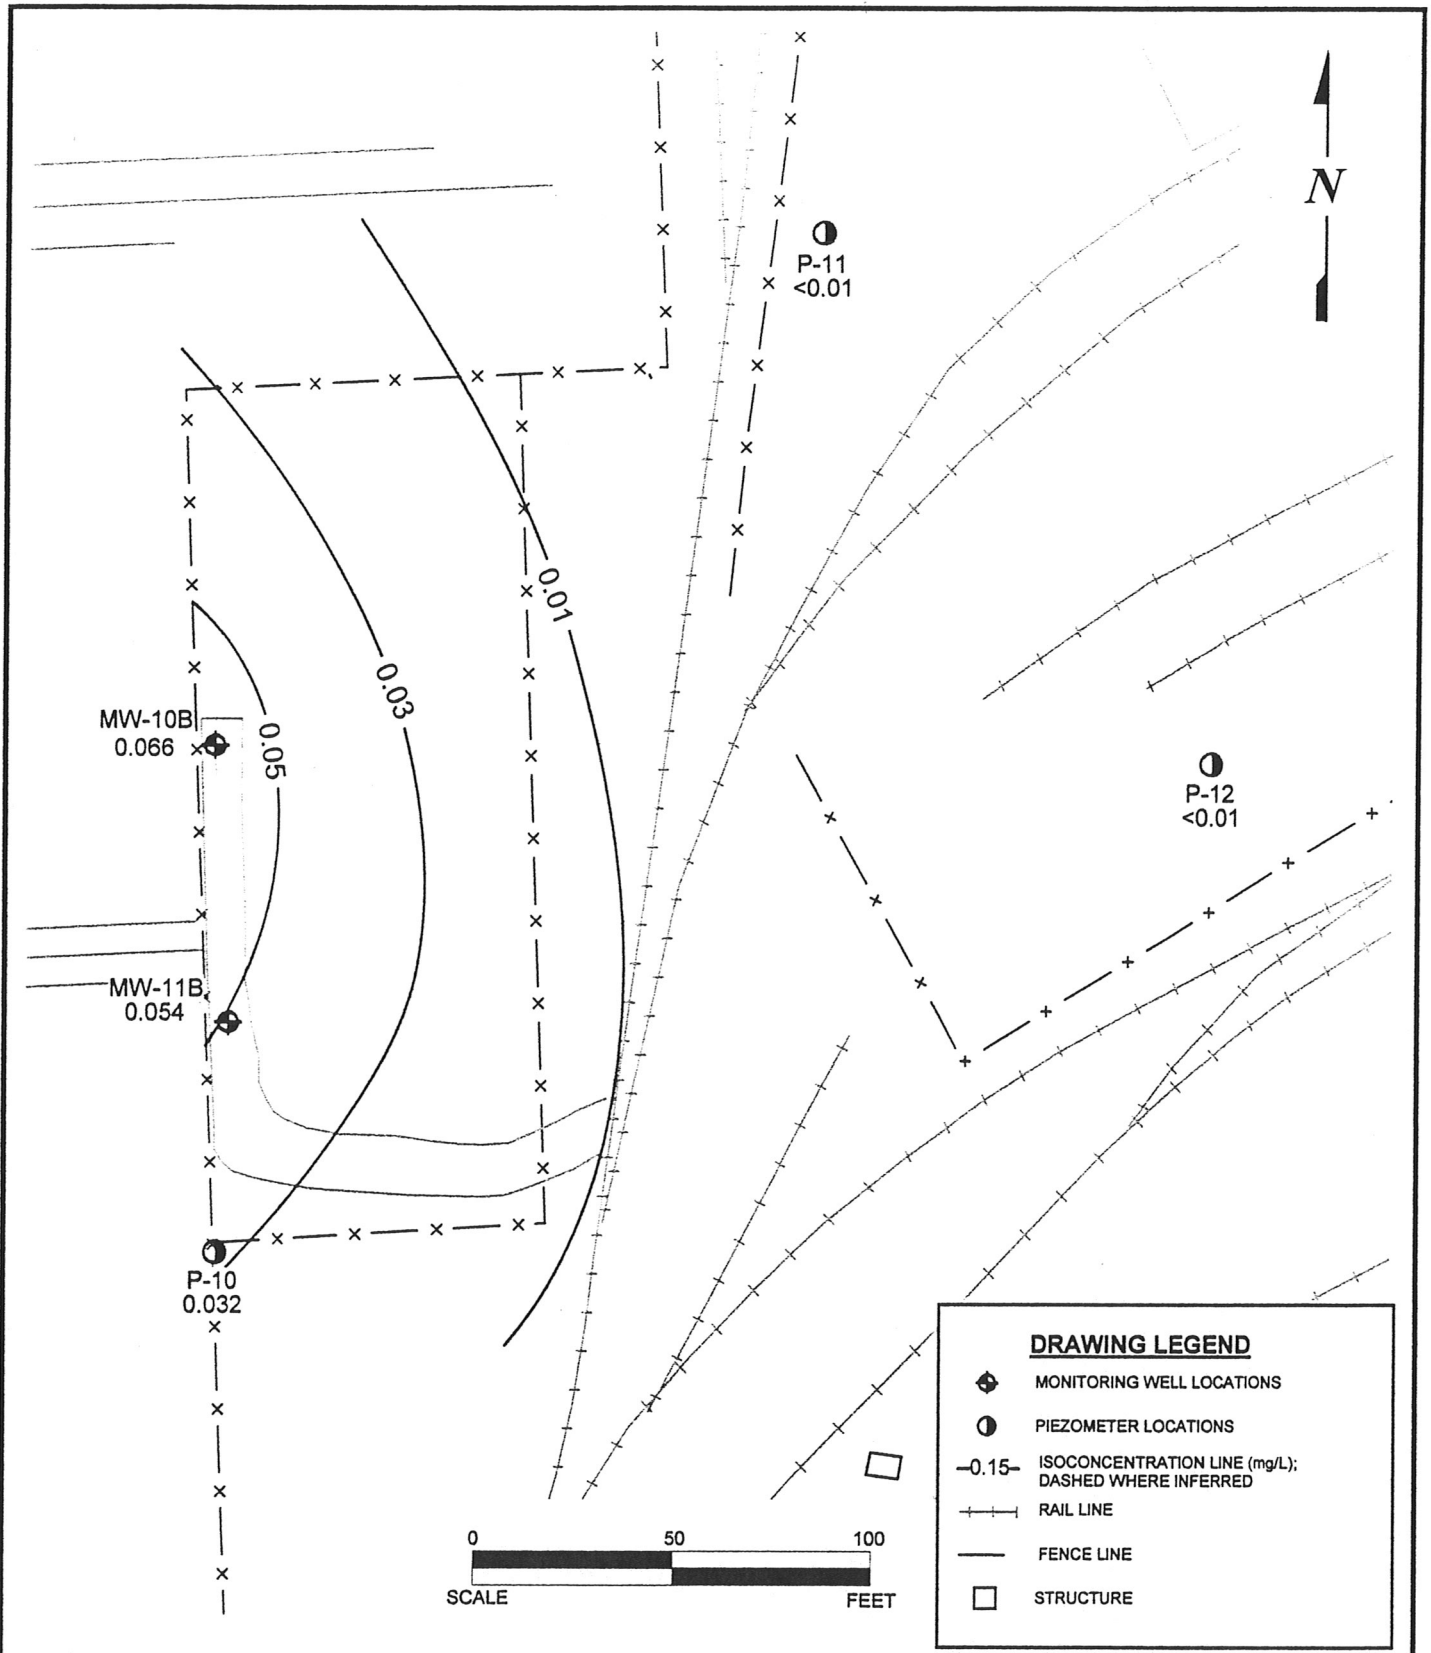 N
P-11
<0.01
0.01
0.03
MW-10B
0.066
0.05
P-12
<0.01
MW-11B
0.054
P-10
0.032
DRAWING LEGEND
MONITORING WELL LOCATIONS
PIEZOMETER LOCATIONS
-0.15- ISOCONCENTRATION LINE (mg/L);
DASHED WHERE INFERRED
RAIL LINE
FENCE LINE
STRUCTURE
0 50 100
SCALE FEET